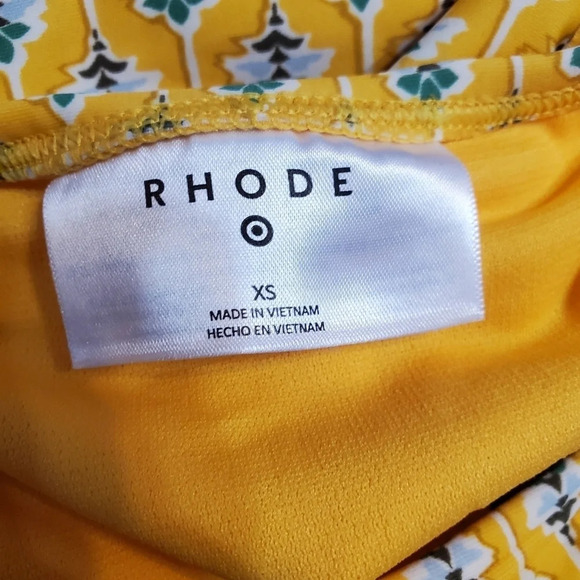 RHODE
XS
MADE IN VIETNAM
HECHO EN VIETNAM